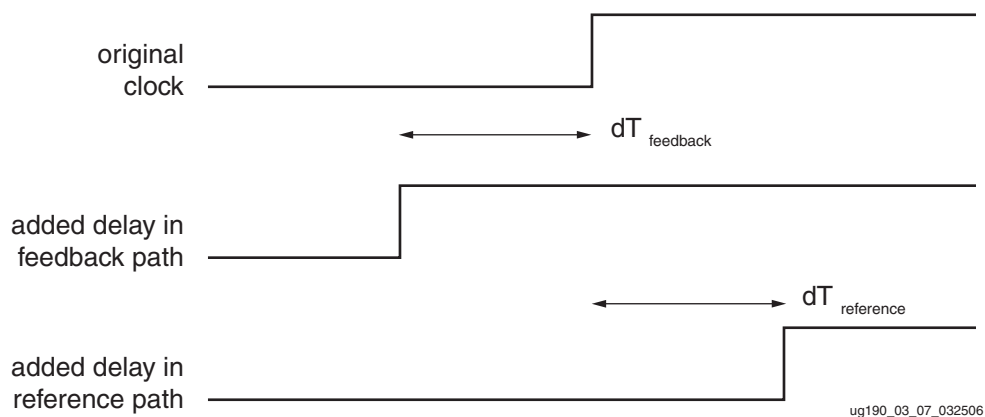 original
clock
dT feedback
added delay in
feedback path
dT reference
added delay in
reference path
ug190_03_07_032506